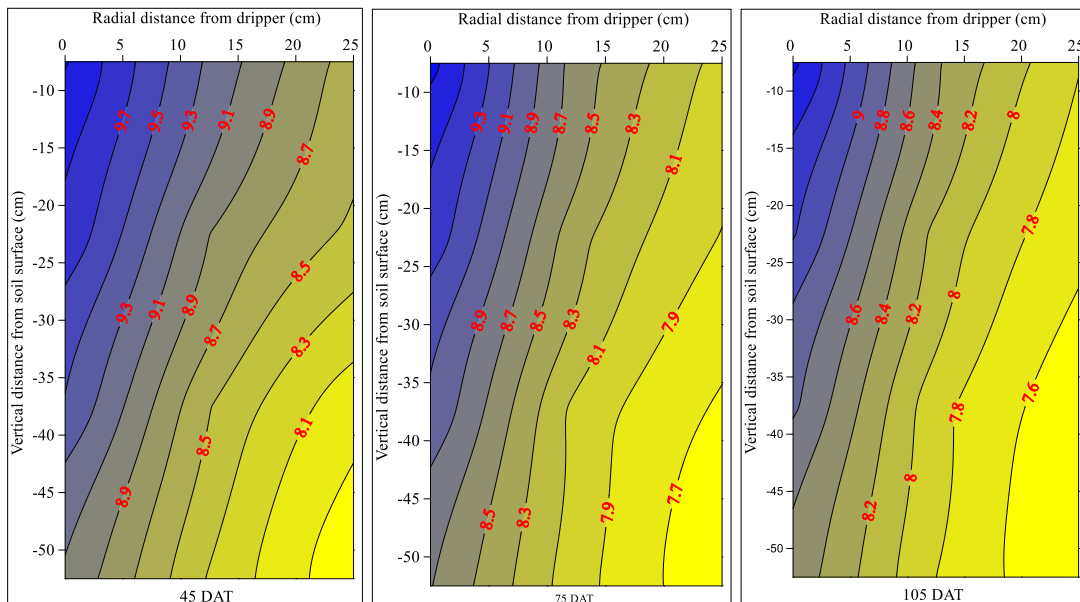 Radial distance from dripper (cm)
0 5 10 15 20 25
Vertical distance from soil surface (cm)
-10
-15
-20
-25
-30
-35
-40
-45
-50
9.7 9.5 9.3 9.1 8.9
8.7
8.5
9.3 9.1 8.9
8.7
8.3
8.5
8.1
8.9
45 DAT
Radial distance from dripper (cm)
0 5 10 15 20 25
Vertical distance from soil surface (cm)
-10
-15
-20
-25
-30
-35
-40
-45
-50
9.3 9.1 8.9 8.7 8.5 8.3
8.1
8.9 8.7 8.5 8.3 7.9
8.1
8.5 8.3 7.9 7.7
75 DAT
Radial distance from dripper (cm)
0 5 10 15 20 25
Vertical distance from soil surface (cm)
-10
-15
-20
-25
-30
-35
-40
-45
-50
9 8.8 8.6 8.4 8.2 8
7.8
8
8.6 8.4 8.2
7.6
7.8
8
8.2
105 DAT